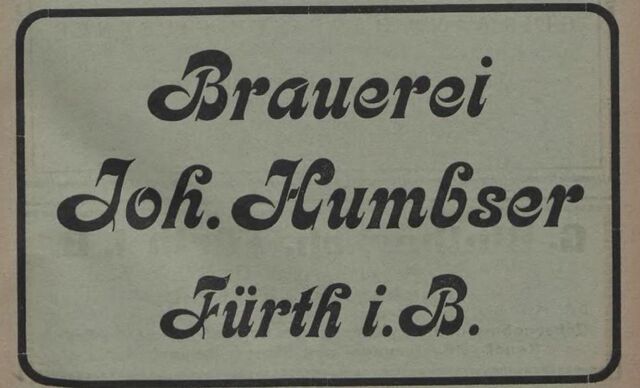 Brauerei
Joh. Humbser
Fürth i. B.